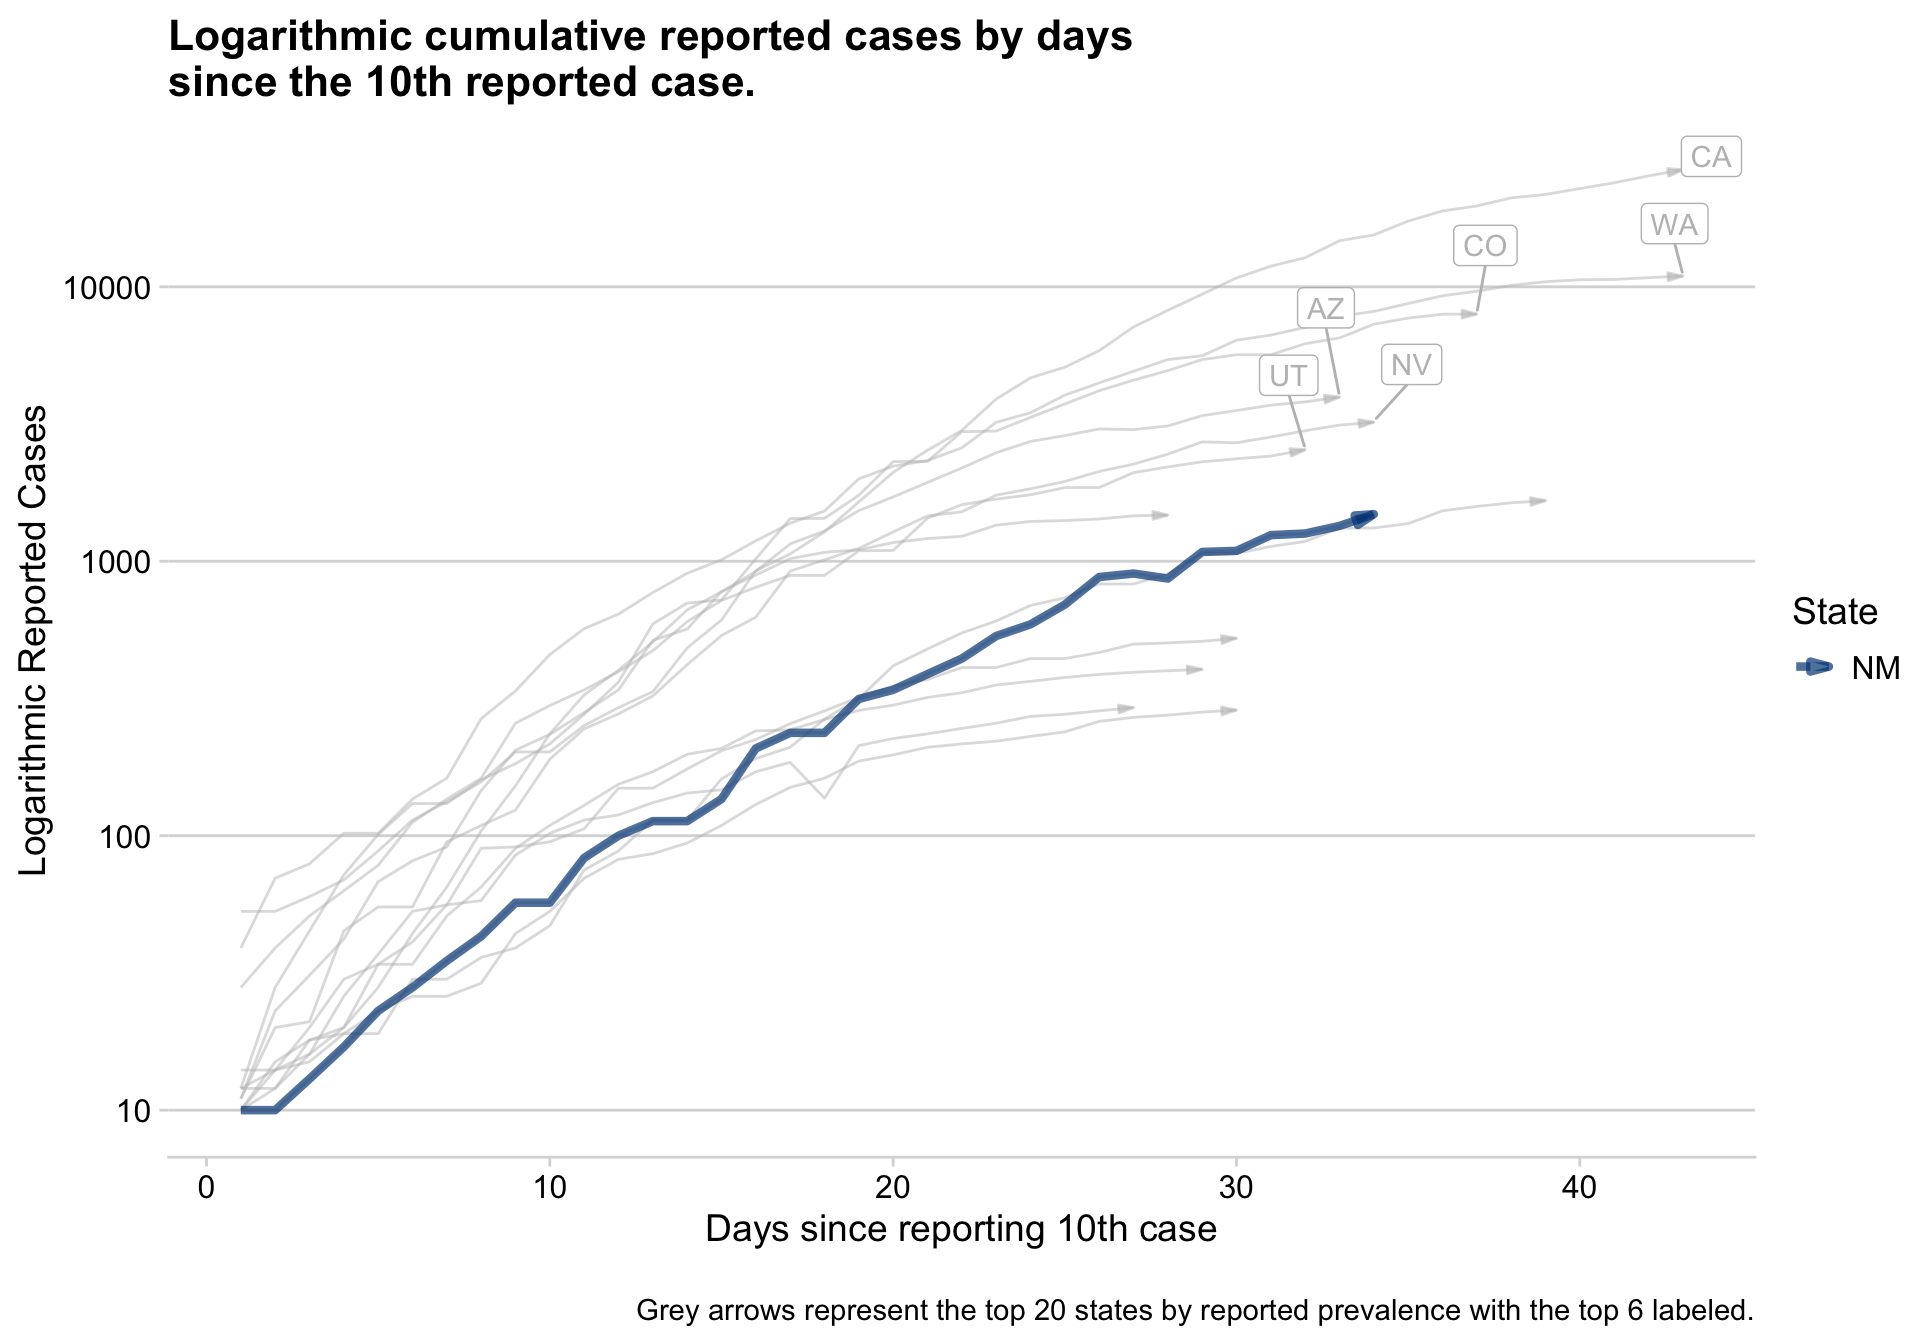 Logarithmic cumulative reported cases by days
since the 10th reported case.
CA
WA
CO
AZ
NV
UT
10000
1000
100
10
Logarithmic Reported Cases
State
NM
0 10 20 30 40
Days since reporting 10th case
Grey arrows represent the top 20 states by reported prevalence with the top 6 labeled.